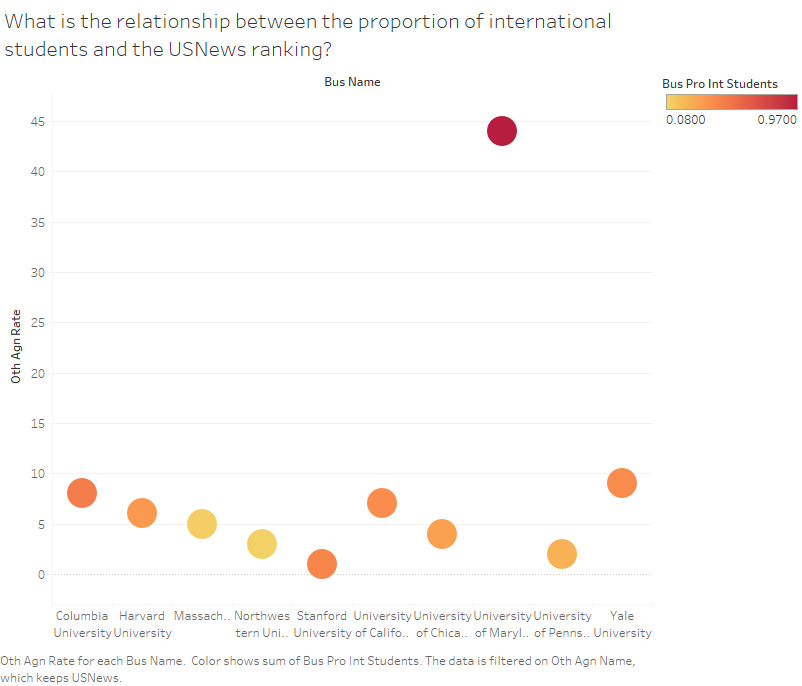 What is the relationship between the proportion of international
students and the USNews ranking?
Bus Name
Bus Pro Int Students
0.0800 0.9700
Oth Agn Rate
45
40
35
30
25
20
15
10
5
0
Columbia Harvard Massach.. Northwes Stanford University University University University Yale
University University tern Uni.. University of Califo.. of Chica.. of Maryl.. of Penns.. University
Oth Agn Rate for each Bus Name. Color shows sum of Bus Pro Int Students. The data is filtered on Oth Agn Name,
which keeps USNews.